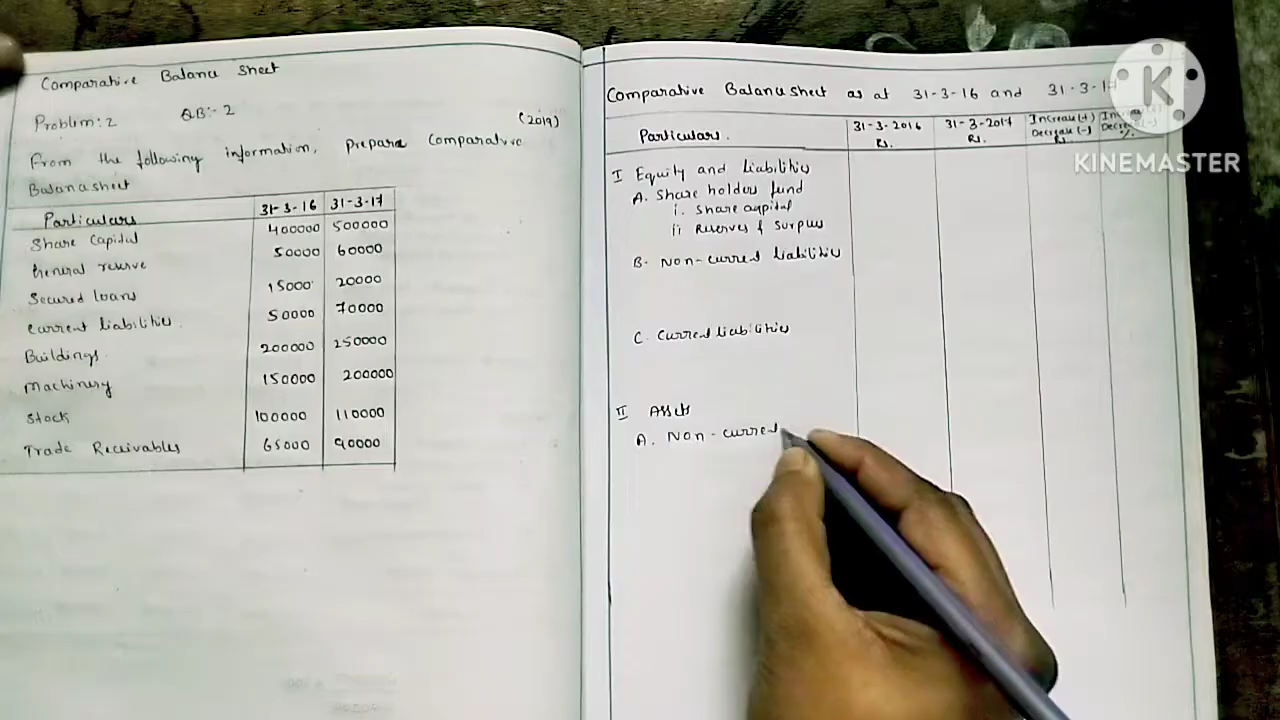 Comparative Balance Sheet
Problem: 2 QB:- 2
(2019)
From the following information, prepare comparative
Balance sheet
Particulars 31-3-16 31-3-17
Share Capital 400000 500000
General reserve 50000 60000
Secured loans 15000 20000
Current liabilities 50000 70000
Buildings 200000 250000
Machinery 150000 200000
Stock 100000 110000
Trade Receivables 65000 90000
Comparative Balance sheet as at 31-3-16 and 31-3-17
Particulars. 31-3-2016 Rs. 31-3-2017 Rs. Increase(+) Decrease(-) Rs.
I Equity and Liabilities
A. Share holders fund
i. Share capital
ii Reserves & Surplus
B. Non-current liabilities
C. Current liabilities
II Assets
A. Non-current
K
KINEMASTER